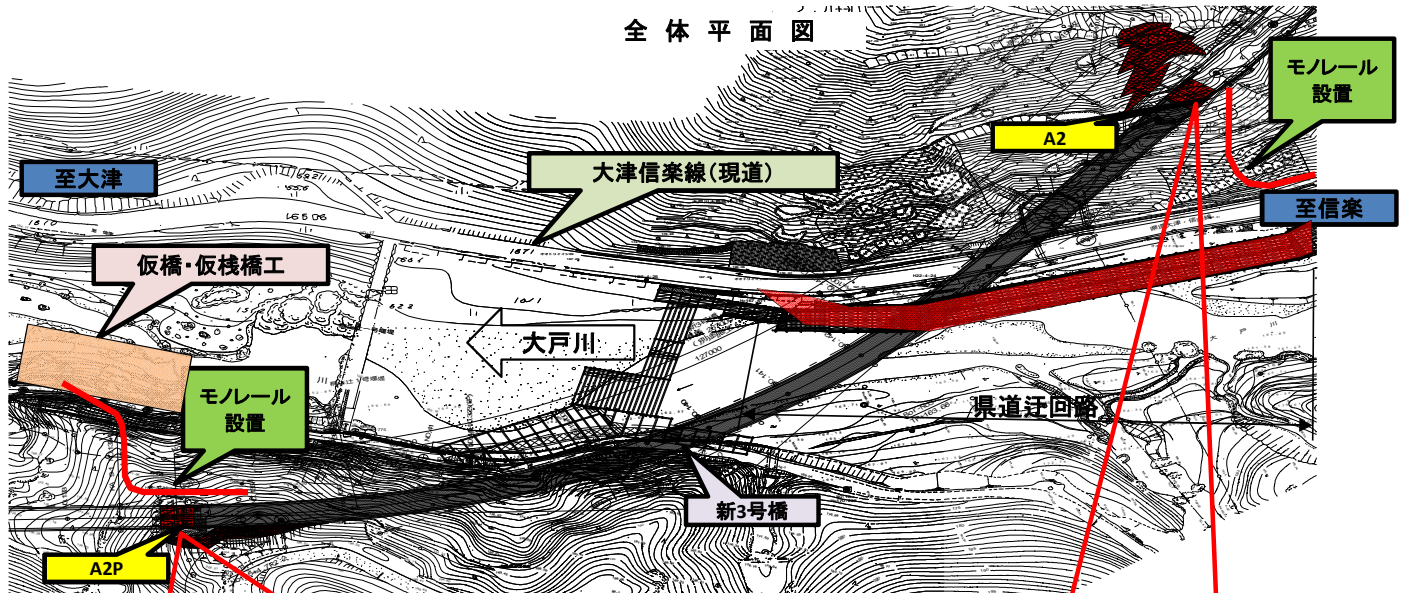 全体平面図
モノレール
設置
A2
大津信楽線(現道)
至大津
至信楽
仮橋・仮桟橋工
大戸川
モノレール
設置
県道迂回路
新3号橋
A2P